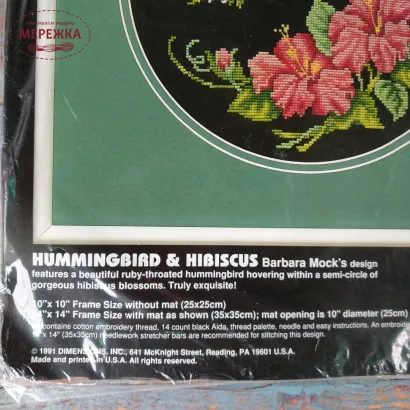 МЕРЕЖКА
HUMMINGBIRD & HIBISCUS Barbara Mock's design
features a beautiful ruby-throated hummingbird hovering within a semi-circle of
gorgeous hibiscus blossoms. Truly exquisite!
10"x 10" Frame Size without mat (25x25cm)
14"x 14" Frame Size with mat as shown (35x35cm); mat opening is 10" diameter (25cm)
contains cotton embroidery thread, 14 count black Aida, thread palette, needle and easy instructions. An embroidery
14" x 14" (35x35cm) needlework stretcher bars are recommended for stitching this design.
© 1991 DIMENSIONS, INC., 641 McKnight Street, Reading, PA 19601 U.S.A.
Made and printed in U.S.A. All rights reserved.